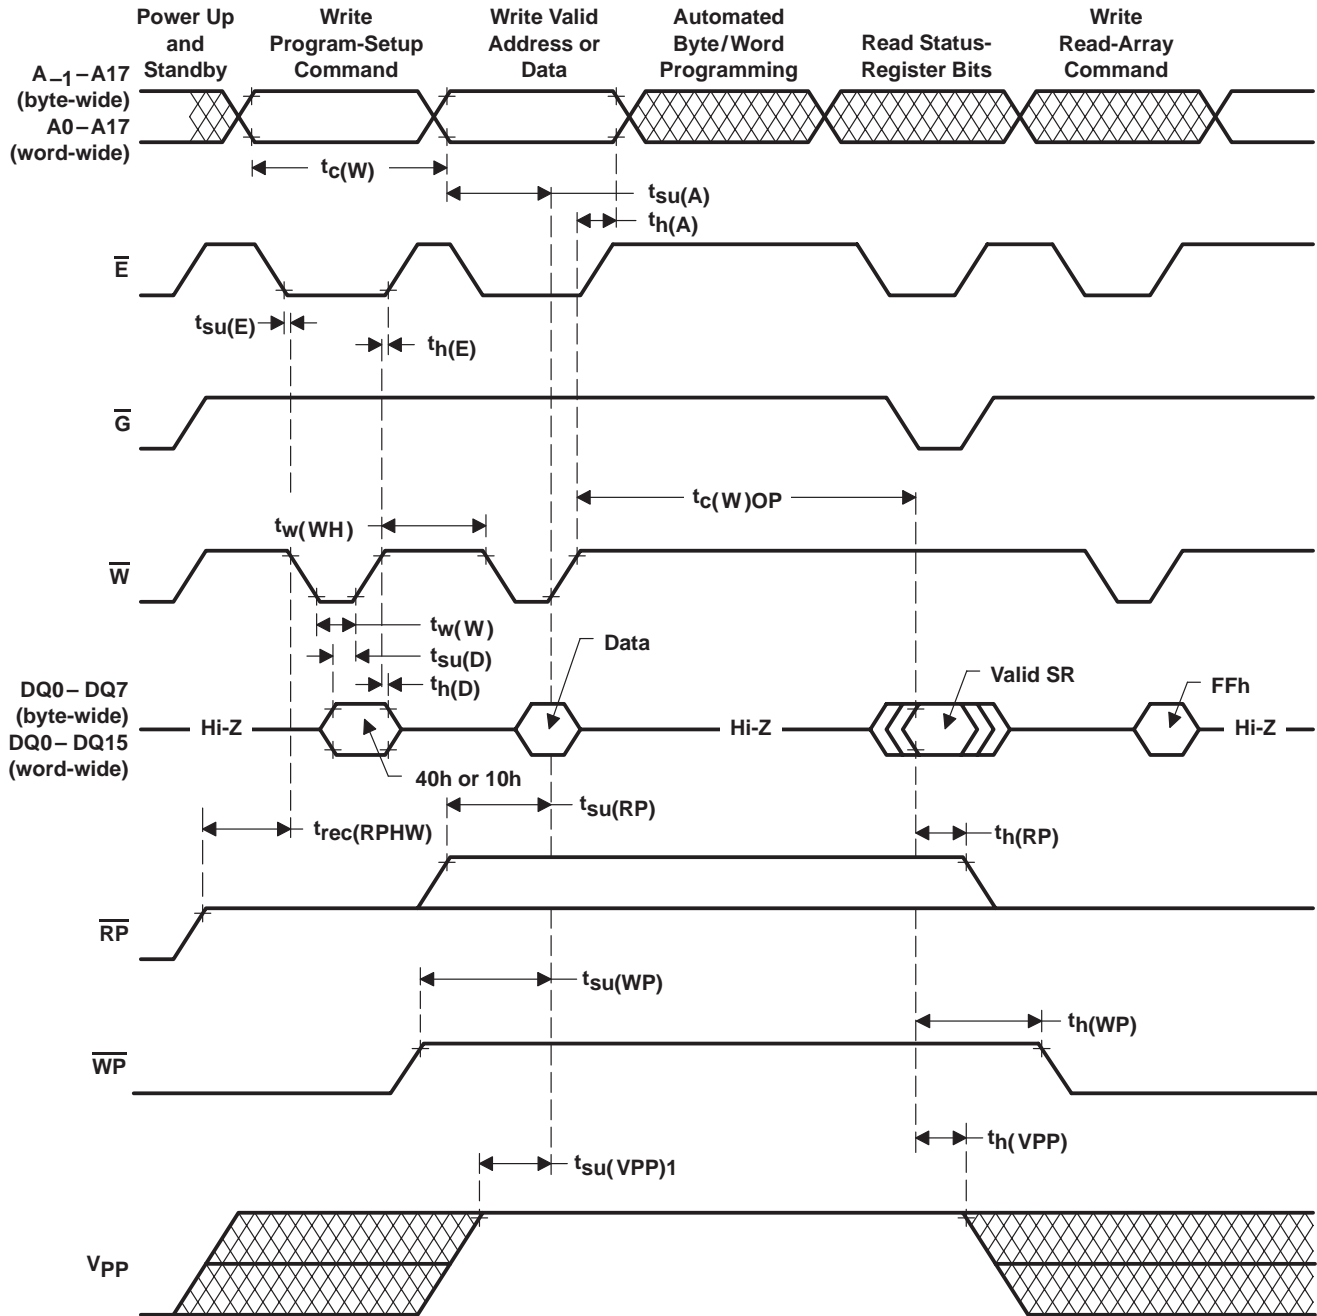 Power Up
and
Standby
Write
Program-Setup
Command
Write Valid
Address or
Data
Automated
Byte/Word
Programming
Read Status-
Register Bits
Write
Read-Array
Command
A–1–A17
(byte-wide)
A0–A17
(word-wide)
tc(W)
tsu(A)
th(A)
E
tsu(E)
th(E)
G
tc(W)OP
tw(WH)
W
tw(W)
tsu(D)
th(D)
Data
Valid SR
FFh
DQ0–DQ7
(byte-wide)
DQ0–DQ15
(word-wide)
Hi-Z
Hi-Z
Hi-Z
40h or 10h
tsu(RP)
trec(RPHW)
th(RP)
RP
tsu(WP)
th(WP)
WP
th(VPP)
tsu(VPP)1
VPP